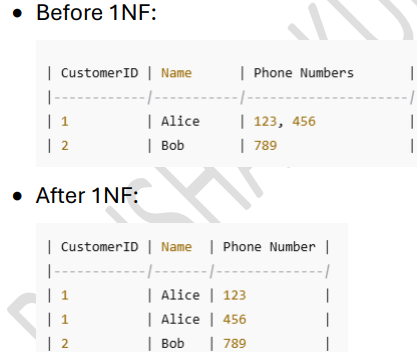 • Before 1NF:
| CustomerID | Name | Phone Numbers |
|------------/-----------/---------------------/
| 1 | Alice | 123, 456 |
| 2 | Bob | 789 |
• After 1NF:
| CustomerID | Name | Phone Number |
|------------/-------/--------------/
| 1 | Alice | 123 |
| 1 | Alice | 456 |
| 2 | Bob | 789 |